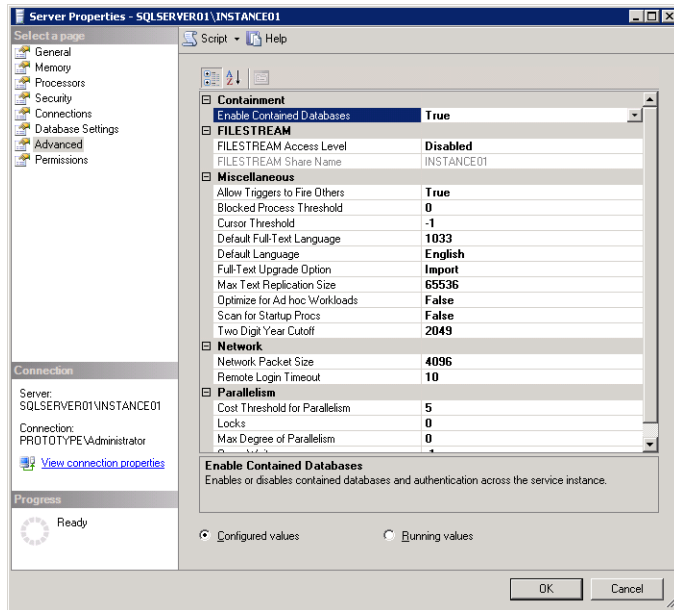 Server Properties - SQLSERVER01\INSTANCE01
Select a page
General
Memory
Processors
Security
Connections
Database Settings
Advanced
Permissions
Script Help
Containment
Enable Contained Databases True
FILESTREAM
FILESTREAM Access Level Disabled
FILESTREAM Share Name INSTANCE01
Miscellaneous
Allow Triggers to Fire Others True
Blocked Process Threshold 0
Cursor Threshold -1
Default Full-Text Language 1033
Default Language English
Full-Text Upgrade Option Import
Max Text Replication Size 65536
Optimize for Ad hoc Workloads False
Scan for Startup Procs False
Two Digit Year Cutoff 2049
Network
Network Packet Size 4096
Remote Login Timeout 10
Parallelism
Cost Threshold for Parallelism 5
Locks 0
Max Degree of Parallelism 0
Enable Contained Databases
Enables or disables contained databases and authentication across the service instance.
Configured values Running values
Connection
Server:
SQLSERVER01\INSTANCE01
Connection:
PROTOTYPE\Administrator
View connection properties
Progress
Ready
OK Cancel